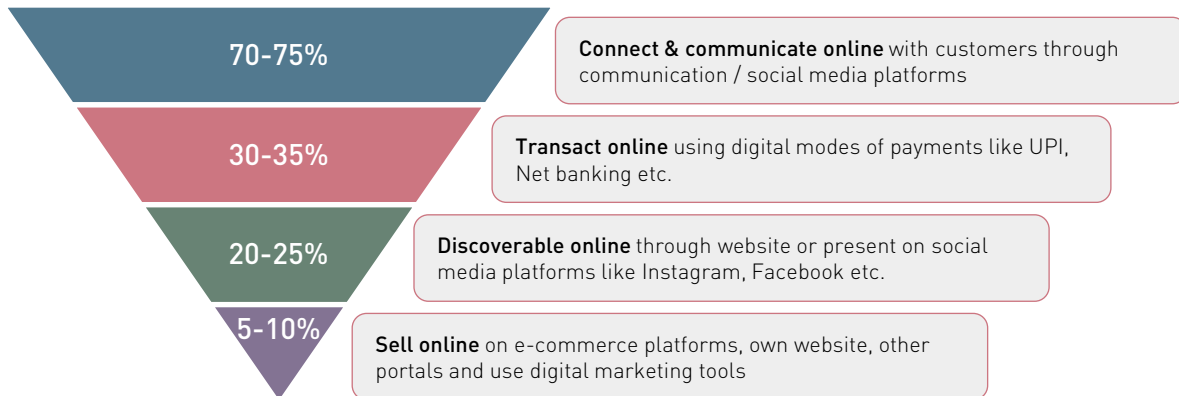 70-75%
Connect & communicate online with customers through
communication / social media platforms
30-35%
Transact online using digital modes of payments like UPI,
Net banking etc.
20-25%
Discoverable online through website or present on social
media platforms like Instagram, Facebook etc.
5-10%
Sell online on e-commerce platforms, own website, other
portals and use digital marketing tools